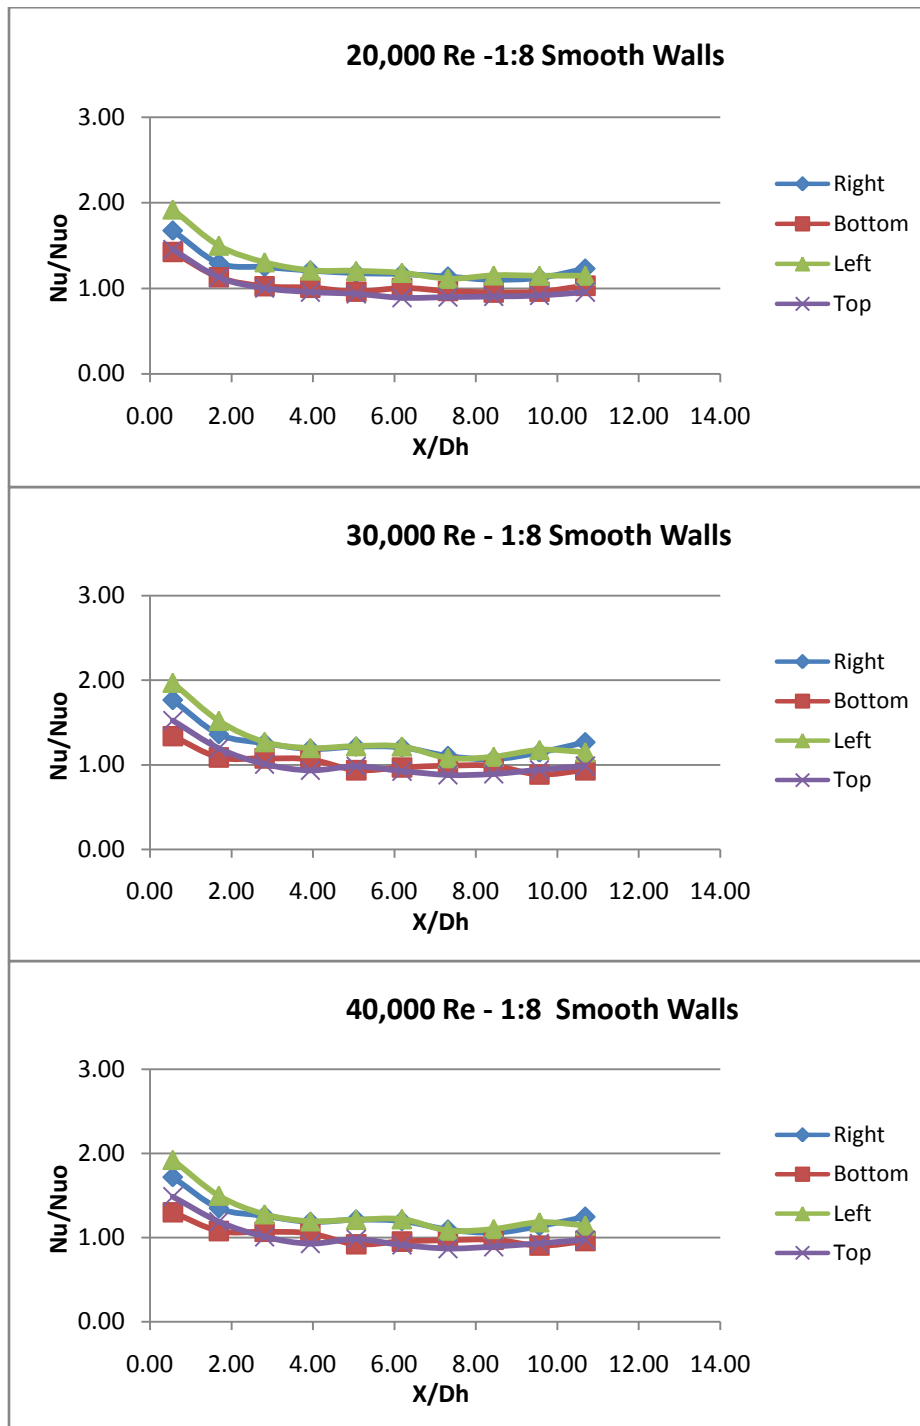 20,000 Re -1:8 Smooth Walls
3.00
2.00
1.00
0.00
Nu/Nuo
0.00 2.00 4.00 6.00 8.00 10.00 12.00 14.00
X/Dh
Right
Bottom
Left
Top
30,000 Re - 1:8 Smooth Walls
3.00
2.00
1.00
0.00
Nu/Nuo
0.00 2.00 4.00 6.00 8.00 10.00 12.00 14.00
X/Dh
Right
Bottom
Left
Top
40,000 Re - 1:8  Smooth Walls
3.00
2.00
1.00
0.00
Nu/Nuo
0.00 2.00 4.00 6.00 8.00 10.00 12.00 14.00
X/Dh
Right
Bottom
Left
Top